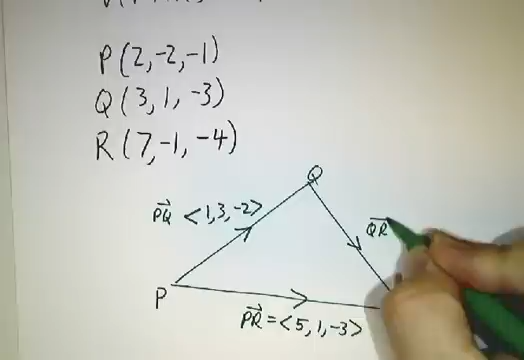 P(2,-2,-1)
Q(3,1,-3)
R(7,-1,-4)
Q
PQ <1,3,-2>
QR
P
PR = <5,1,-3>